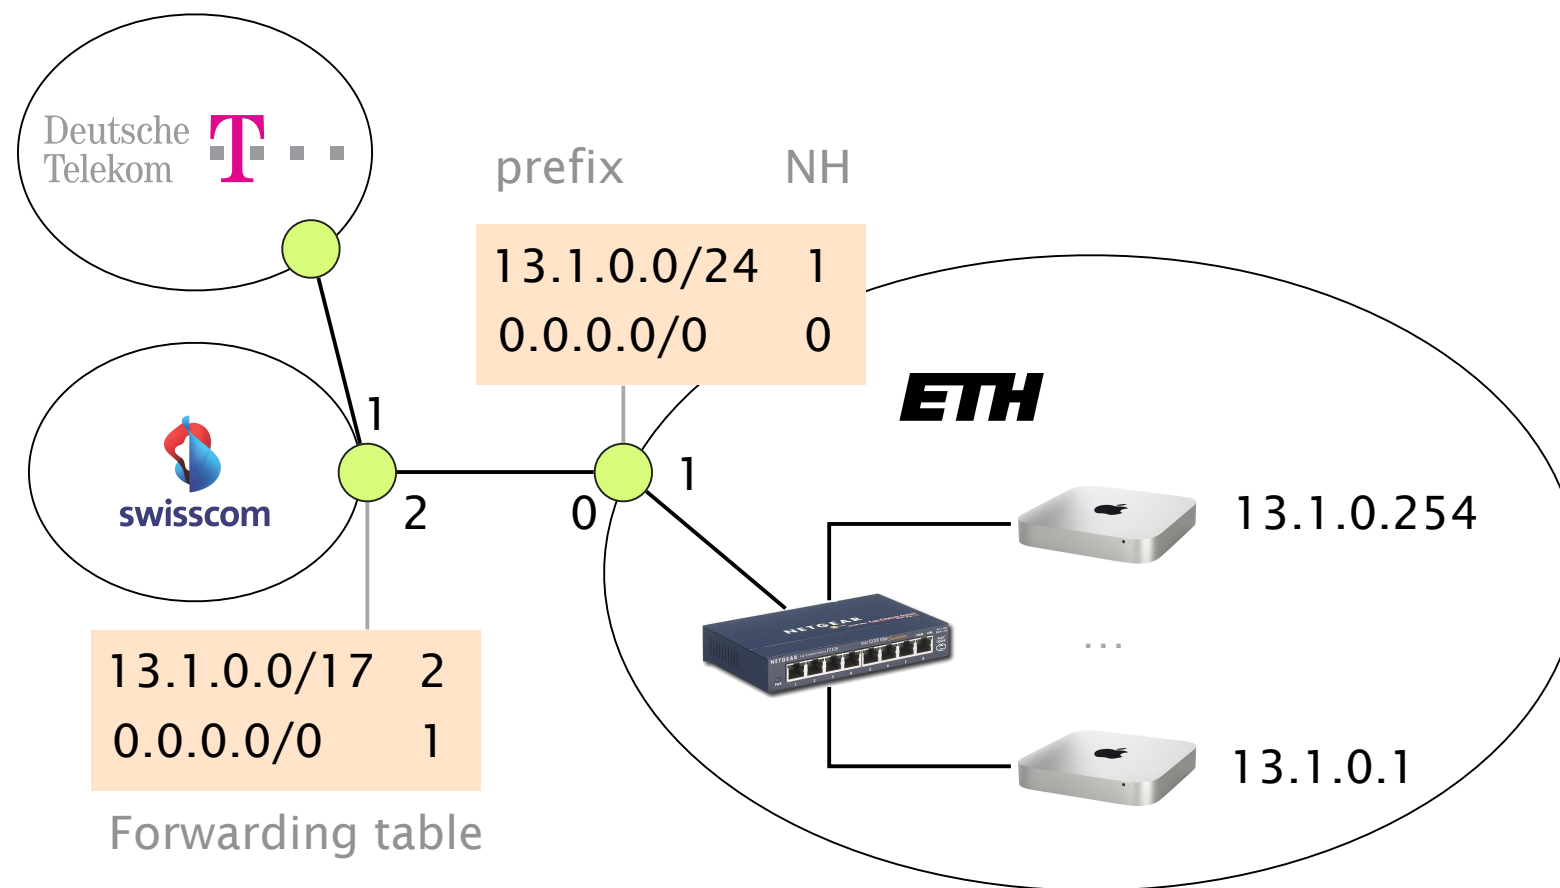 Deutsche
Telekom
T
prefix NH
13.1.0.0/24 1
0.0.0.0/0 0
ETH
1
swisscom
2
0
1
13.1.0.254
NETGEAR
NETGEAR
...
13.1.0.0/17 2
0.0.0.0/0 1
13.1.0.1
Forwarding table